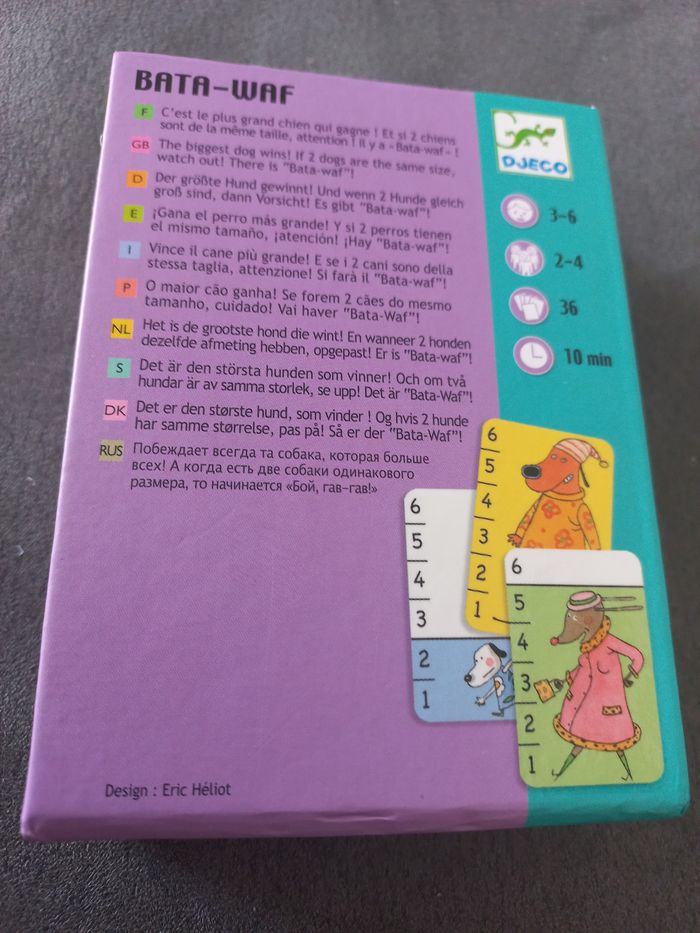 BATA-WAF
F C'est le plus grand chien qui gagne ! Et si 2 chiens
sont de la même taille, attention ! Il y a «Bata-waf» !
GB The biggest dog wins! If 2 dogs are the same size,
watch out! There is "Bata-waf"!
D Der größte Hund gewinnt! Und wenn 2 Hunde gleich
groß sind, dann Vorsicht! Es gibt "Bata-waf"!
E ¡Gana el perro más grande! Y si 2 perros tienen
el mismo tamaño, ¡atención! ¡Hay "Bata-waf"!
I Vince il cane più grande! E se i 2 cani sono della
stessa taglia, attenzione! Si farà il "Bata-waf"!
P O maior cão ganha! Se forem 2 cães do mesmo
tamanho, cuidado! Vai haver "Bata-Waf"!
NL Het is de grootste hond die wint! En wanneer 2 honden
dezelfde afmeting hebben, opgepast! Er is "Bata-waf"!
S Det är den största hunden som vinner! Och om två
hundar är av samma storlek, se upp! Det är "Bata-Waf"!
DK Det er den største hund, som vinder ! Og hvis 2 hunde
har samme størrelse, pas på! Så er der "Bata-Waf"!
RUS Побеждает всегда та собака, которая больше
всех! А когда есть две собаки одинакового
размера, то начинается «Бой, гав-гав!»
Design : Eric Héliot
DJECO
3-6
2-4
36
10 min
6
5
4
3
2
1
6
5
4
3
2
1
6
5
4
3
2
1